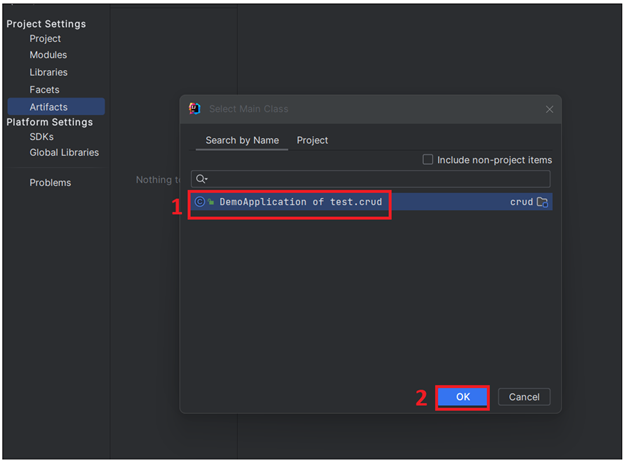 Project Settings
Project
Modules
Libraries
Facets
Artifacts
Platform Settings
SDKs
Global Libraries
Problems
Nothing
Select Main Class
Search by Name Project
Include non-project items
1 DemoApplication of test.crud crud
2 OK Cancel